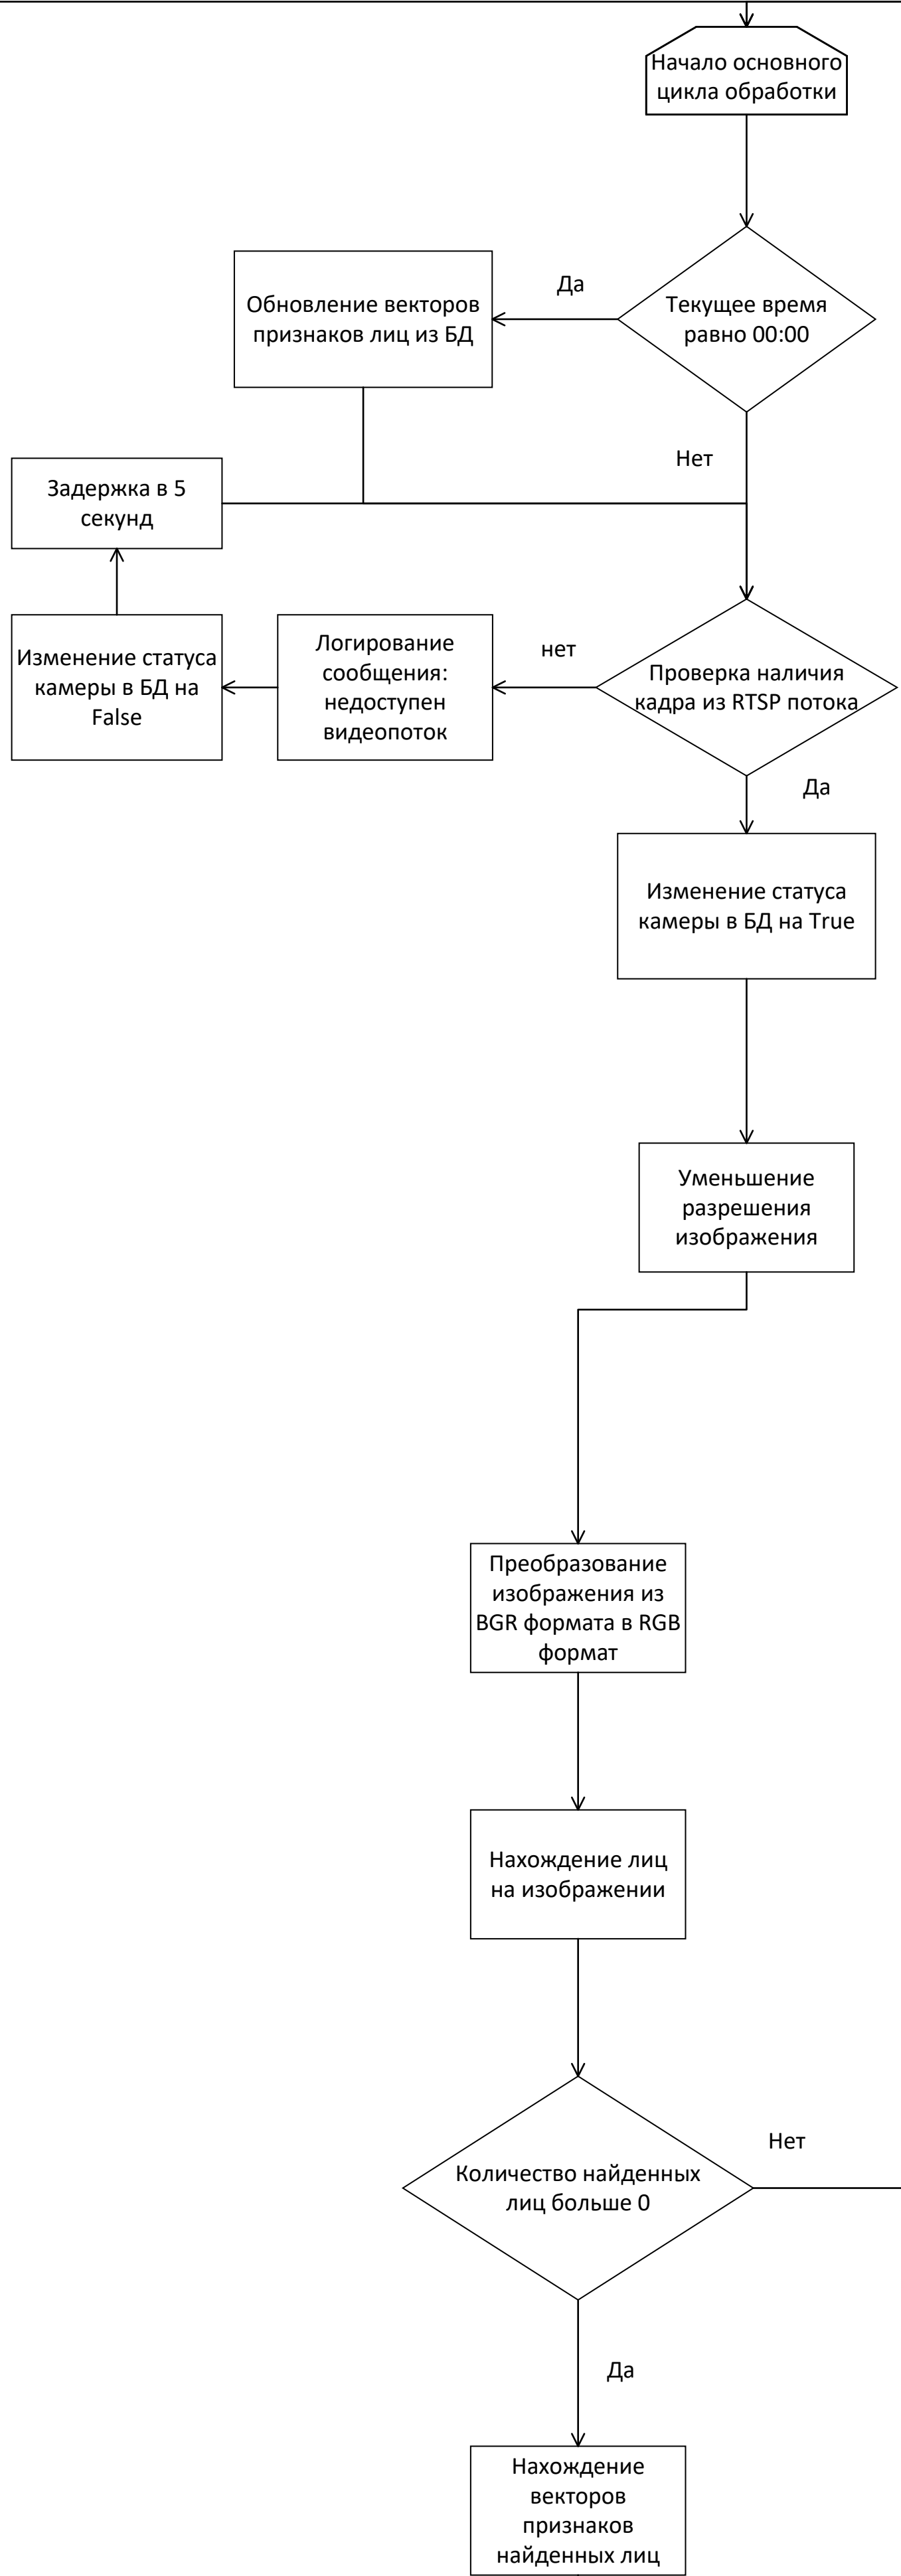 Начало основного
цикла обработки
Да
Обновление векторов
признаков лиц из БД
Текущее время
равно 00:00
Нет
Задержка в 5
секунд
Изменение статуса
камеры в БД на
False
Логирование
сообщения:
недоступен
видеопоток
нет
Проверка наличия
кадра из RTSP потока
Да
Изменение статуса
камеры в БД на True
Уменьшение
разрешения
изображения
Преобразование
изображения из
BGR формата в RGB
формат
Нахождение лиц
на изображении
Нет
Количество найденных
лиц больше 0
Да
Нахождение
векторов
признаков
найденных лиц